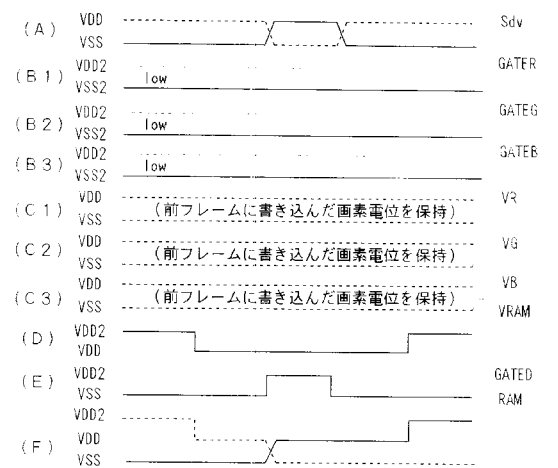 (A) VDD Sdv
VSS
(B1) VDD2 low GATER
VSS2
(B2) VDD2 low GATEG
VSS2
(B3) VDD2 low GATEB
VSS2
(C1) VDD (前フレームに書き込んだ画素電位を保持) VR
VSS
(C2) VDD (前フレームに書き込んだ画素電位を保持) VG
VSS
(C3) VDD (前フレームに書き込んだ画素電位を保持) VB
VSS VRAM
(D) VDD2
VDD
(E) VDD2 GATED
VSS RAM
(F) VDD2
VDD
VSS